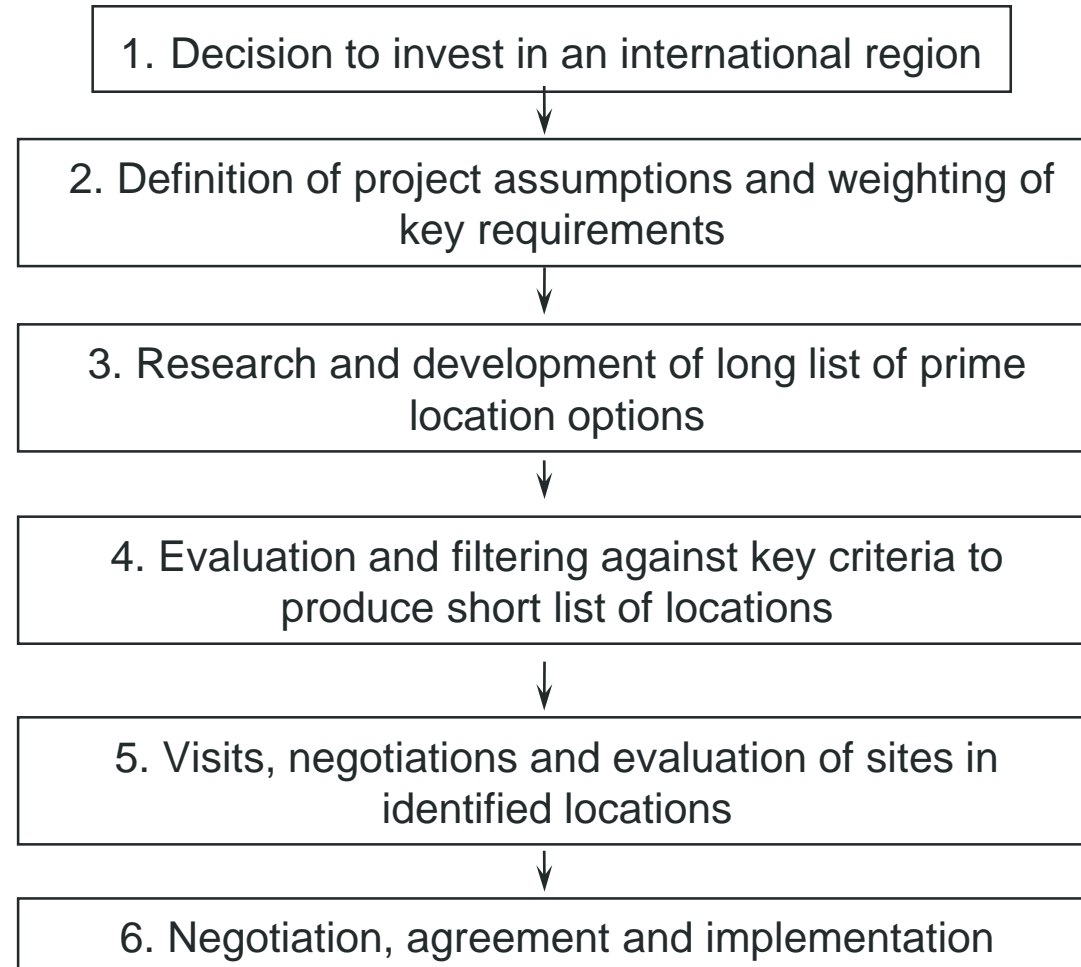 1. Decision to invest in an international region
2. Definition of project assumptions and weighting of
key requirements
3. Research and development of long list of prime
location options
4. Evaluation and filtering against key criteria to
produce short list of locations
5. Visits, negotiations and evaluation of sites in
identified locations
6. Negotiation, agreement and implementation